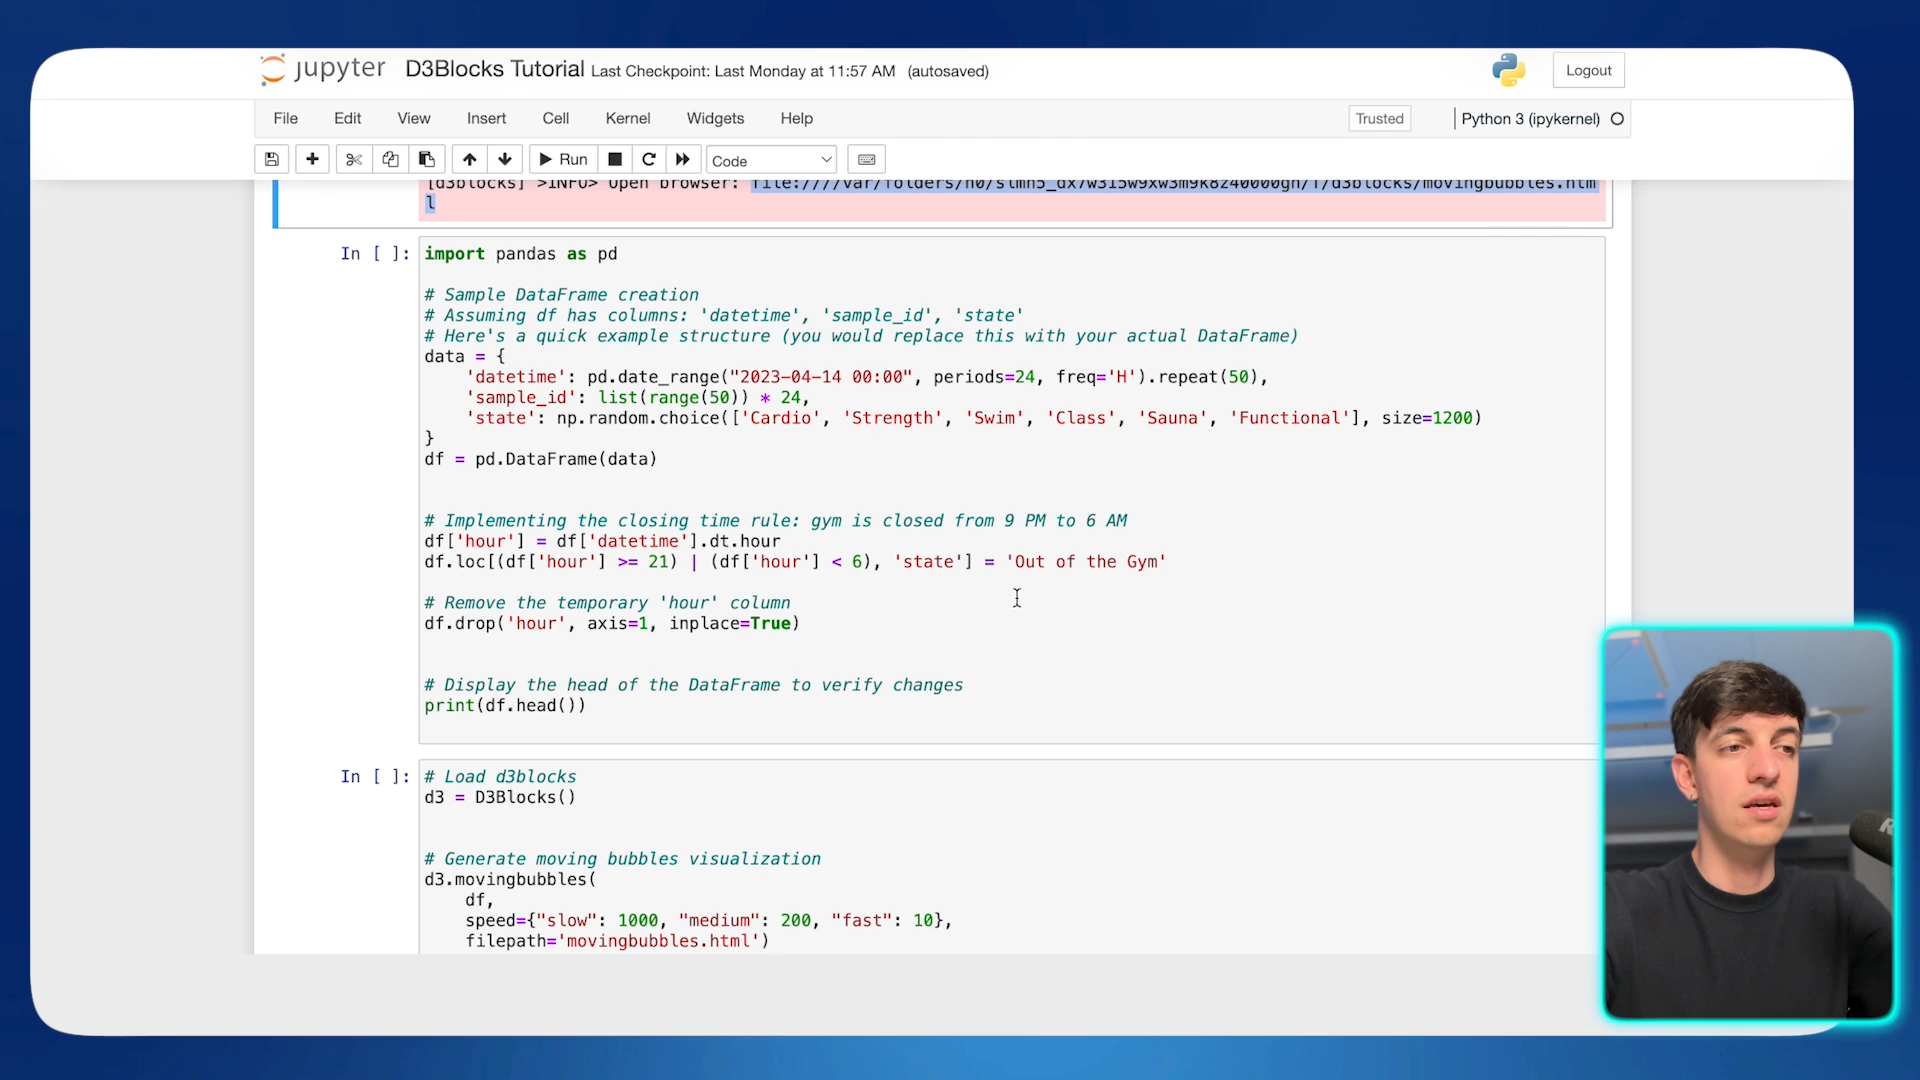 jupyter D3Blocks Tutorial Last Checkpoint: Last Monday at 11:57 AM (autosaved)
Logout
File Edit View Insert Cell Kernel Widgets Help
Trusted
Python 3 (ipykernel)
Run
Code
[d3blocks] >INFO> Open browser:
l
In [ ]:
import pandas as pd
# Sample DataFrame creation
# Assuming df has columns: 'datetime', 'sample_id', 'state'
# Here's a quick example structure (you would replace this with your actual DataFrame)
data = {
'datetime': pd.date_range("2023-04-14 00:00", periods=24, freq='H').repeat(50),
'sample_id': list(range(50)) * 24,
'state': np.random.choice(['Cardio', 'Strength', 'Swim', 'Class', 'Sauna', 'Functional'], size=1200)
}
df = pd.DataFrame(data)
# Implementing the closing time rule: gym is closed from 9 PM to 6 AM
df['hour'] = df['datetime'].dt.hour
df.loc[(df['hour'] >= 21) | (df['hour'] < 6), 'state'] = 'Out of the Gym'
# Remove the temporary 'hour' column
df.drop('hour', axis=1, inplace=True)
# Display the head of the DataFrame to verify changes
print(df.head())
In [ ]:
# Load d3blocks
d3 = D3Blocks()
# Generate moving bubbles visualization
d3.movingbubbles(
df,
speed={"slow": 1000, "medium": 200, "fast": 10},
filepath='movingbubbles.html')